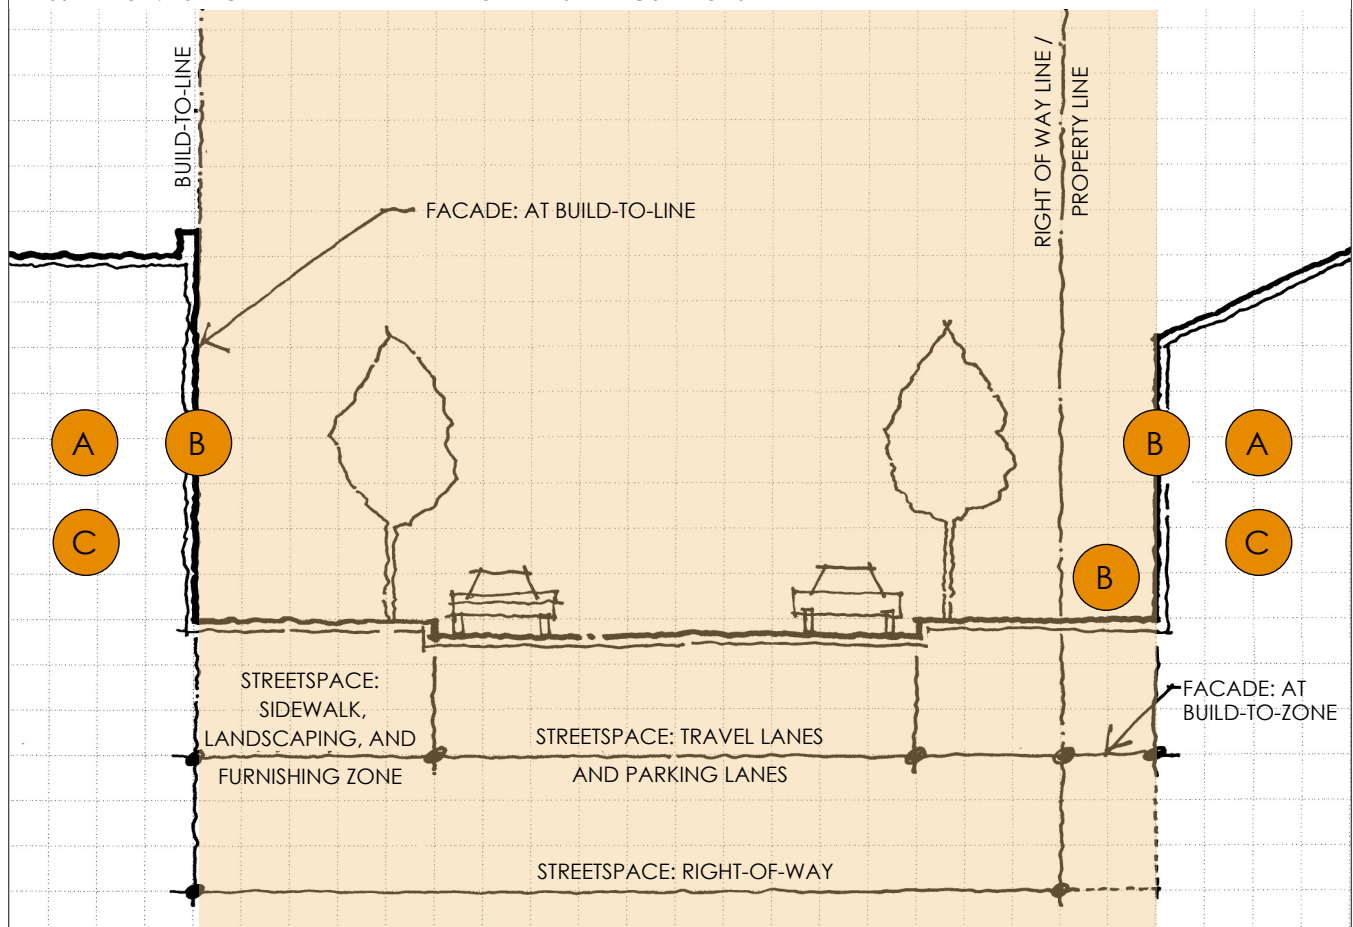 BUILD-TO-LINE
RIGHT OF WAY LINE /
PROPERTY LINE
FACADE: AT BUILD-TO-LINE
A
B
B
A
C
C
B
STREETSPACE:
SIDEWALK,
LANDSCAPING, AND
FURNISHING ZONE
STREETSPACE: TRAVEL LANES
AND PARKING LANES
FACADE: AT
BUILD-TO-ZONE
STREETSPACE: RIGHT-OF-WAY